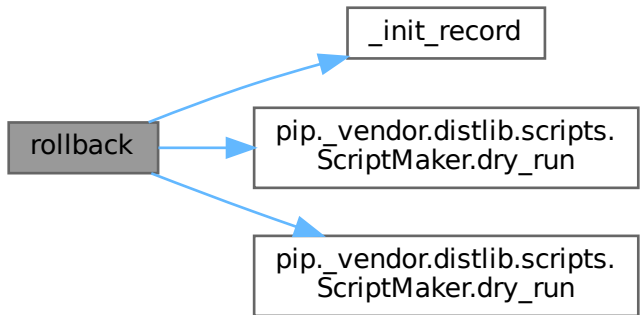 _init_record
rollback
pip._vendor.distlib.scripts.
ScriptMaker.dry_run
pip._vendor.distlib.scripts.
ScriptMaker.dry_run